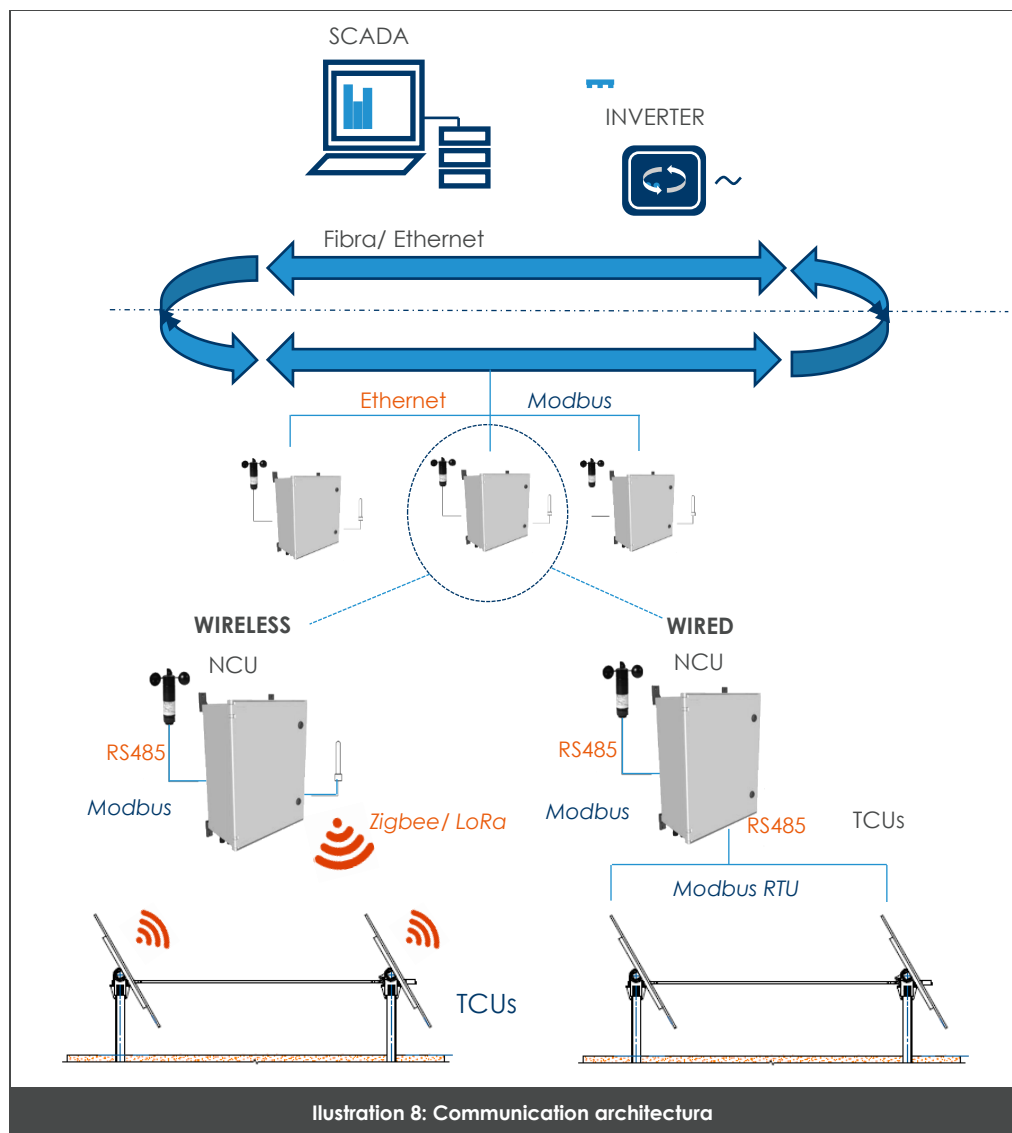 SCADA
INVERTER
Fibra/ Ethernet
Ethernet
Modbus
WIRELESS
WIRED
NCU
NCU
RS485
RS485
Modbus
Zigbee/ LoRa
Modbus
RS485
TCUs
Modbus RTU
TCUs
Ilustration 8: Communication architectura